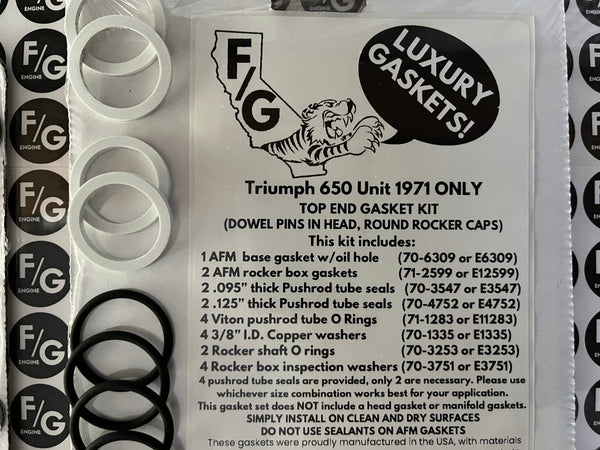 F/G
LUXURY
GASKETS!
Triumph 650 Unit 1971 ONLY
TOP END GASKET KIT
(DOWEL PINS IN HEAD, ROUND ROCKER CAPS)
This kit includes:
1 AFM base gasket w/oil hole (70-6309 or E6309)
2 AFM rocker box gaskets (71-2599 or E12599)
2 .095” thick Pushrod tube seals (70-3547 or E3547)
2 .125” thick Pushrod tube seals (70-4752 or E4752)
4 Viton pushrod tube O Rings (71-1283 or E11283)
4 3/8” I.D. Copper washers (70-1335 or E1335)
2 Rocker shaft O rings (70-3253 or E3253)
4 Rocker box inspection washers (70-3751 or E3751)
4 pushrod tube seals are provided, only 2 are necessary. Please use
whichever size combination works best for your application.
This gasket set does NOT include a head gasket or manifold gaskets.
SIMPLY INSTALL ON CLEAN AND DRY SURFACES
DO NOT USE SEALANTS ON AFM GASKETS
These gaskets were proudly manufactured in the USA, with materials
F/G
ENGINE
F/G
ENGINE
F/G
ENGINE
F/G
ENGINE
F/G
ENGINE
F/G
ENGINE